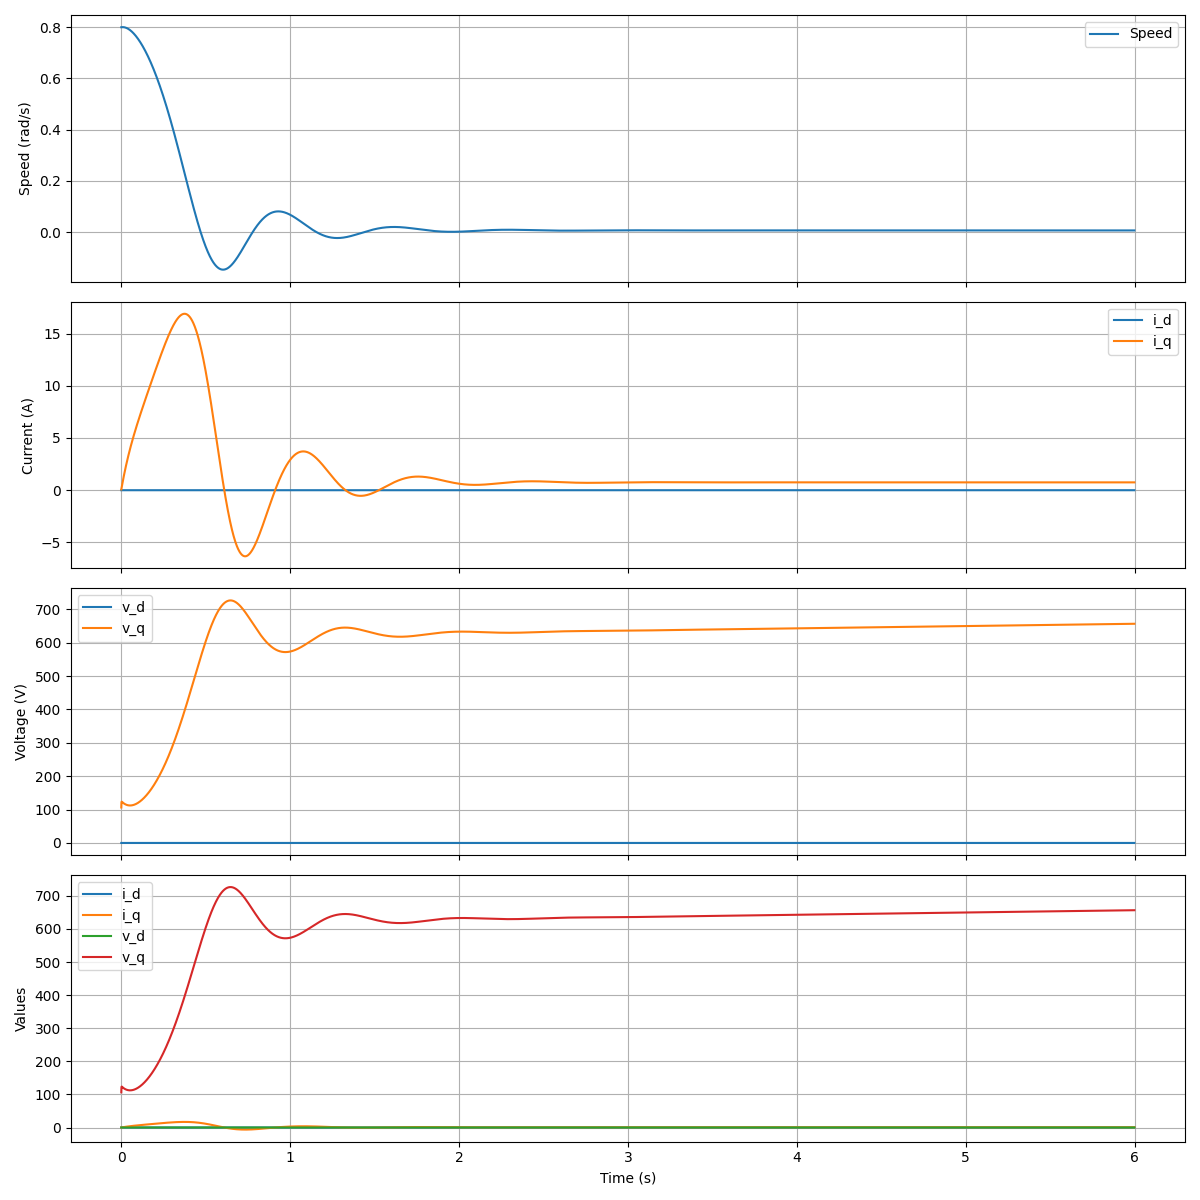 Speed (rad/s)
0.8
0.6
0.4
0.2
0.0
Speed
Current (A)
15
10
5
0
−5
i_d
i_q
Voltage (V)
700
600
500
400
300
200
100
0
v_d
v_q
Values
700
600
500
400
300
200
100
0
i_d
i_q
v_d
v_q
0 1 2 3 4 5 6
Time (s)